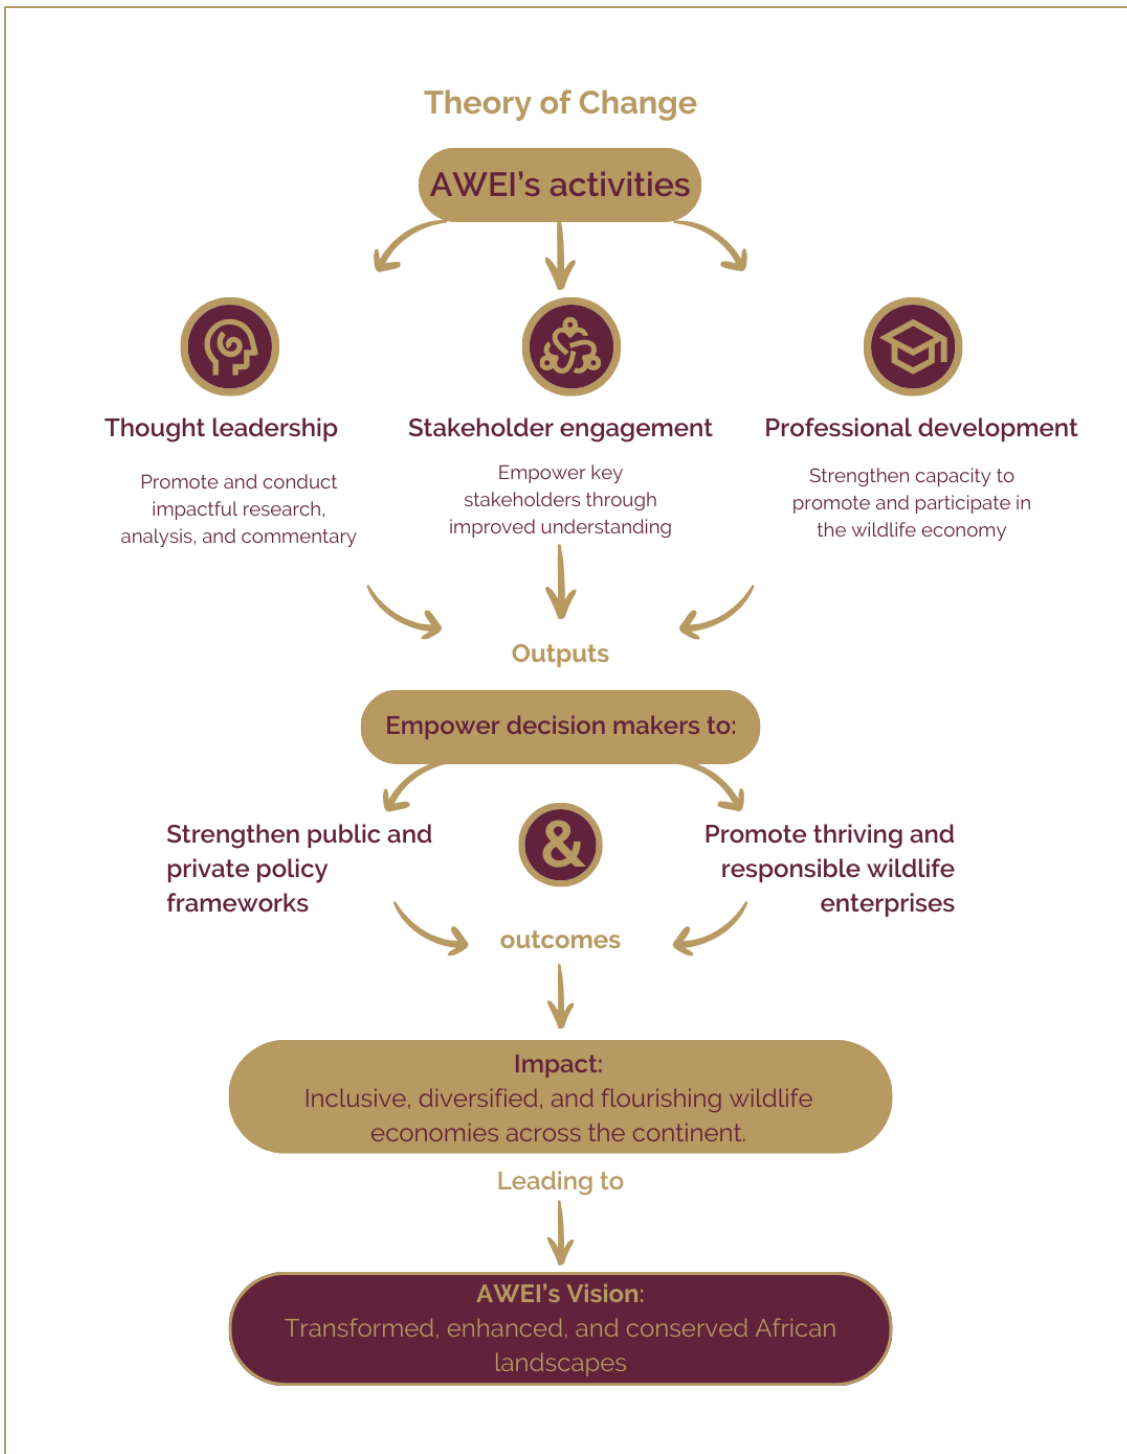 Theory of Change
AWEI's activities
Thought leadership
Promote and conduct
impactful research,
analysis, and commentary
Stakeholder engagement
Empower key
stakeholders through
improved understanding
Professional development
Strengthen capacity to
promote and participate in
the wildlife economy
Outputs
Empower decision makers to:
Strengthen public and
private policy
frameworks
&
Promote thriving and
responsible wildlife
enterprises
outcomes
Impact:
Inclusive, diversified, and flourishing wildlife
economies across the continent.
Leading to
AWEI's Vision:
Transformed, enhanced, and conserved African
landscapes